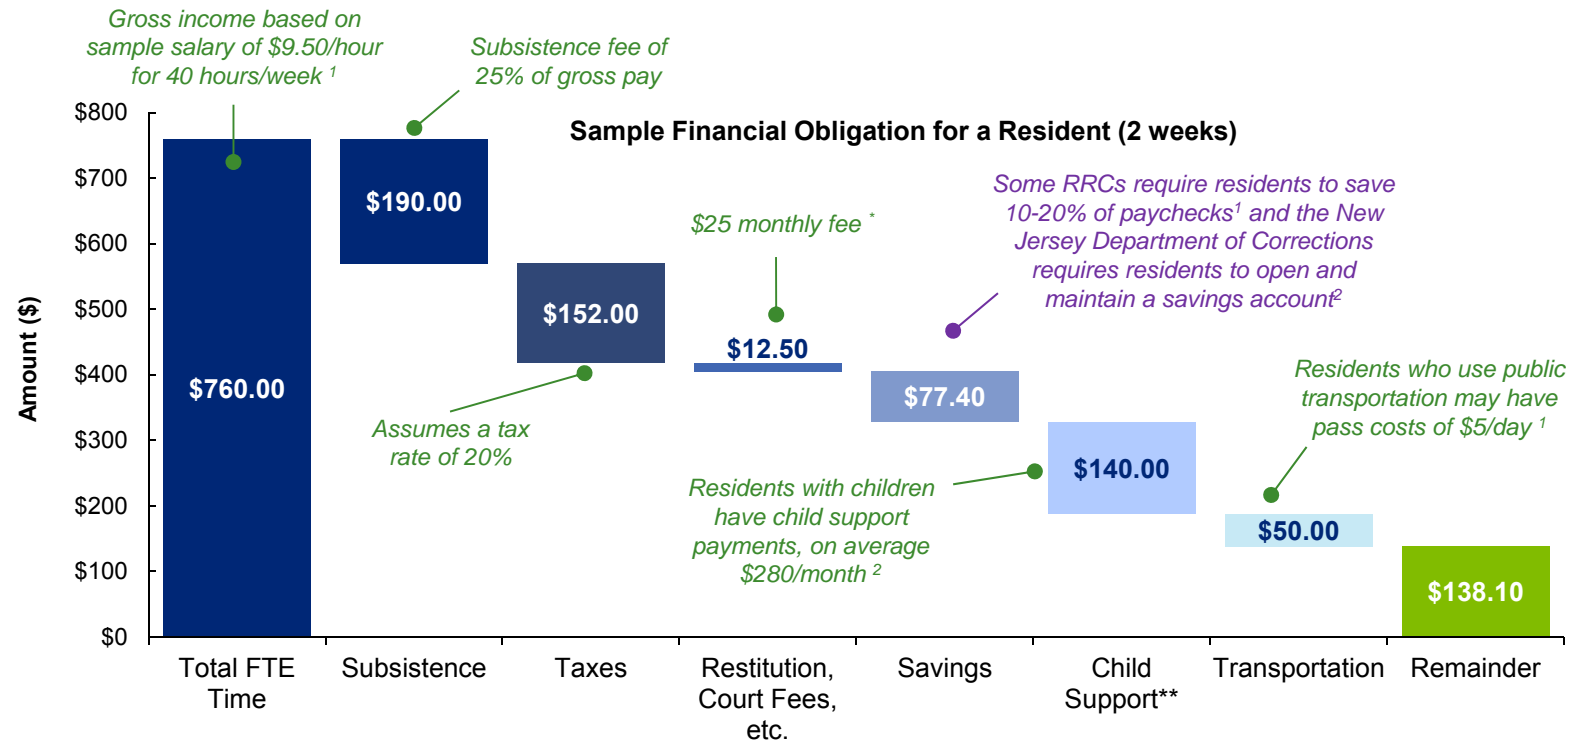 Gross income based on
sample salary of $9.50/hour
for 40 hours/week 1
Subsistence fee of
25% of gross pay
Sample Financial Obligation for a Resident (2 weeks)
Some RRCs require residents to save
10-20% of paychecks1 and the New
Jersey Department of Corrections
requires residents to open and
maintain a savings account2
$25 monthly fee *
Residents who use public
transportation may have
pass costs of $5/day 1
Assumes a tax
rate of 20%
Residents with children
have child support
payments, on average
$280/month 2
Amount ($)
$800
$700
$600
$500
$400
$300
$200
$100
$0
$760.00
$190.00
$152.00
$12.50
$77.40
$140.00
$50.00
$138.10
Total FTE
Time
Subsistence
Taxes
Restitution,
Court Fees,
etc.
Savings
Child
Support**
Transportation
Remainder